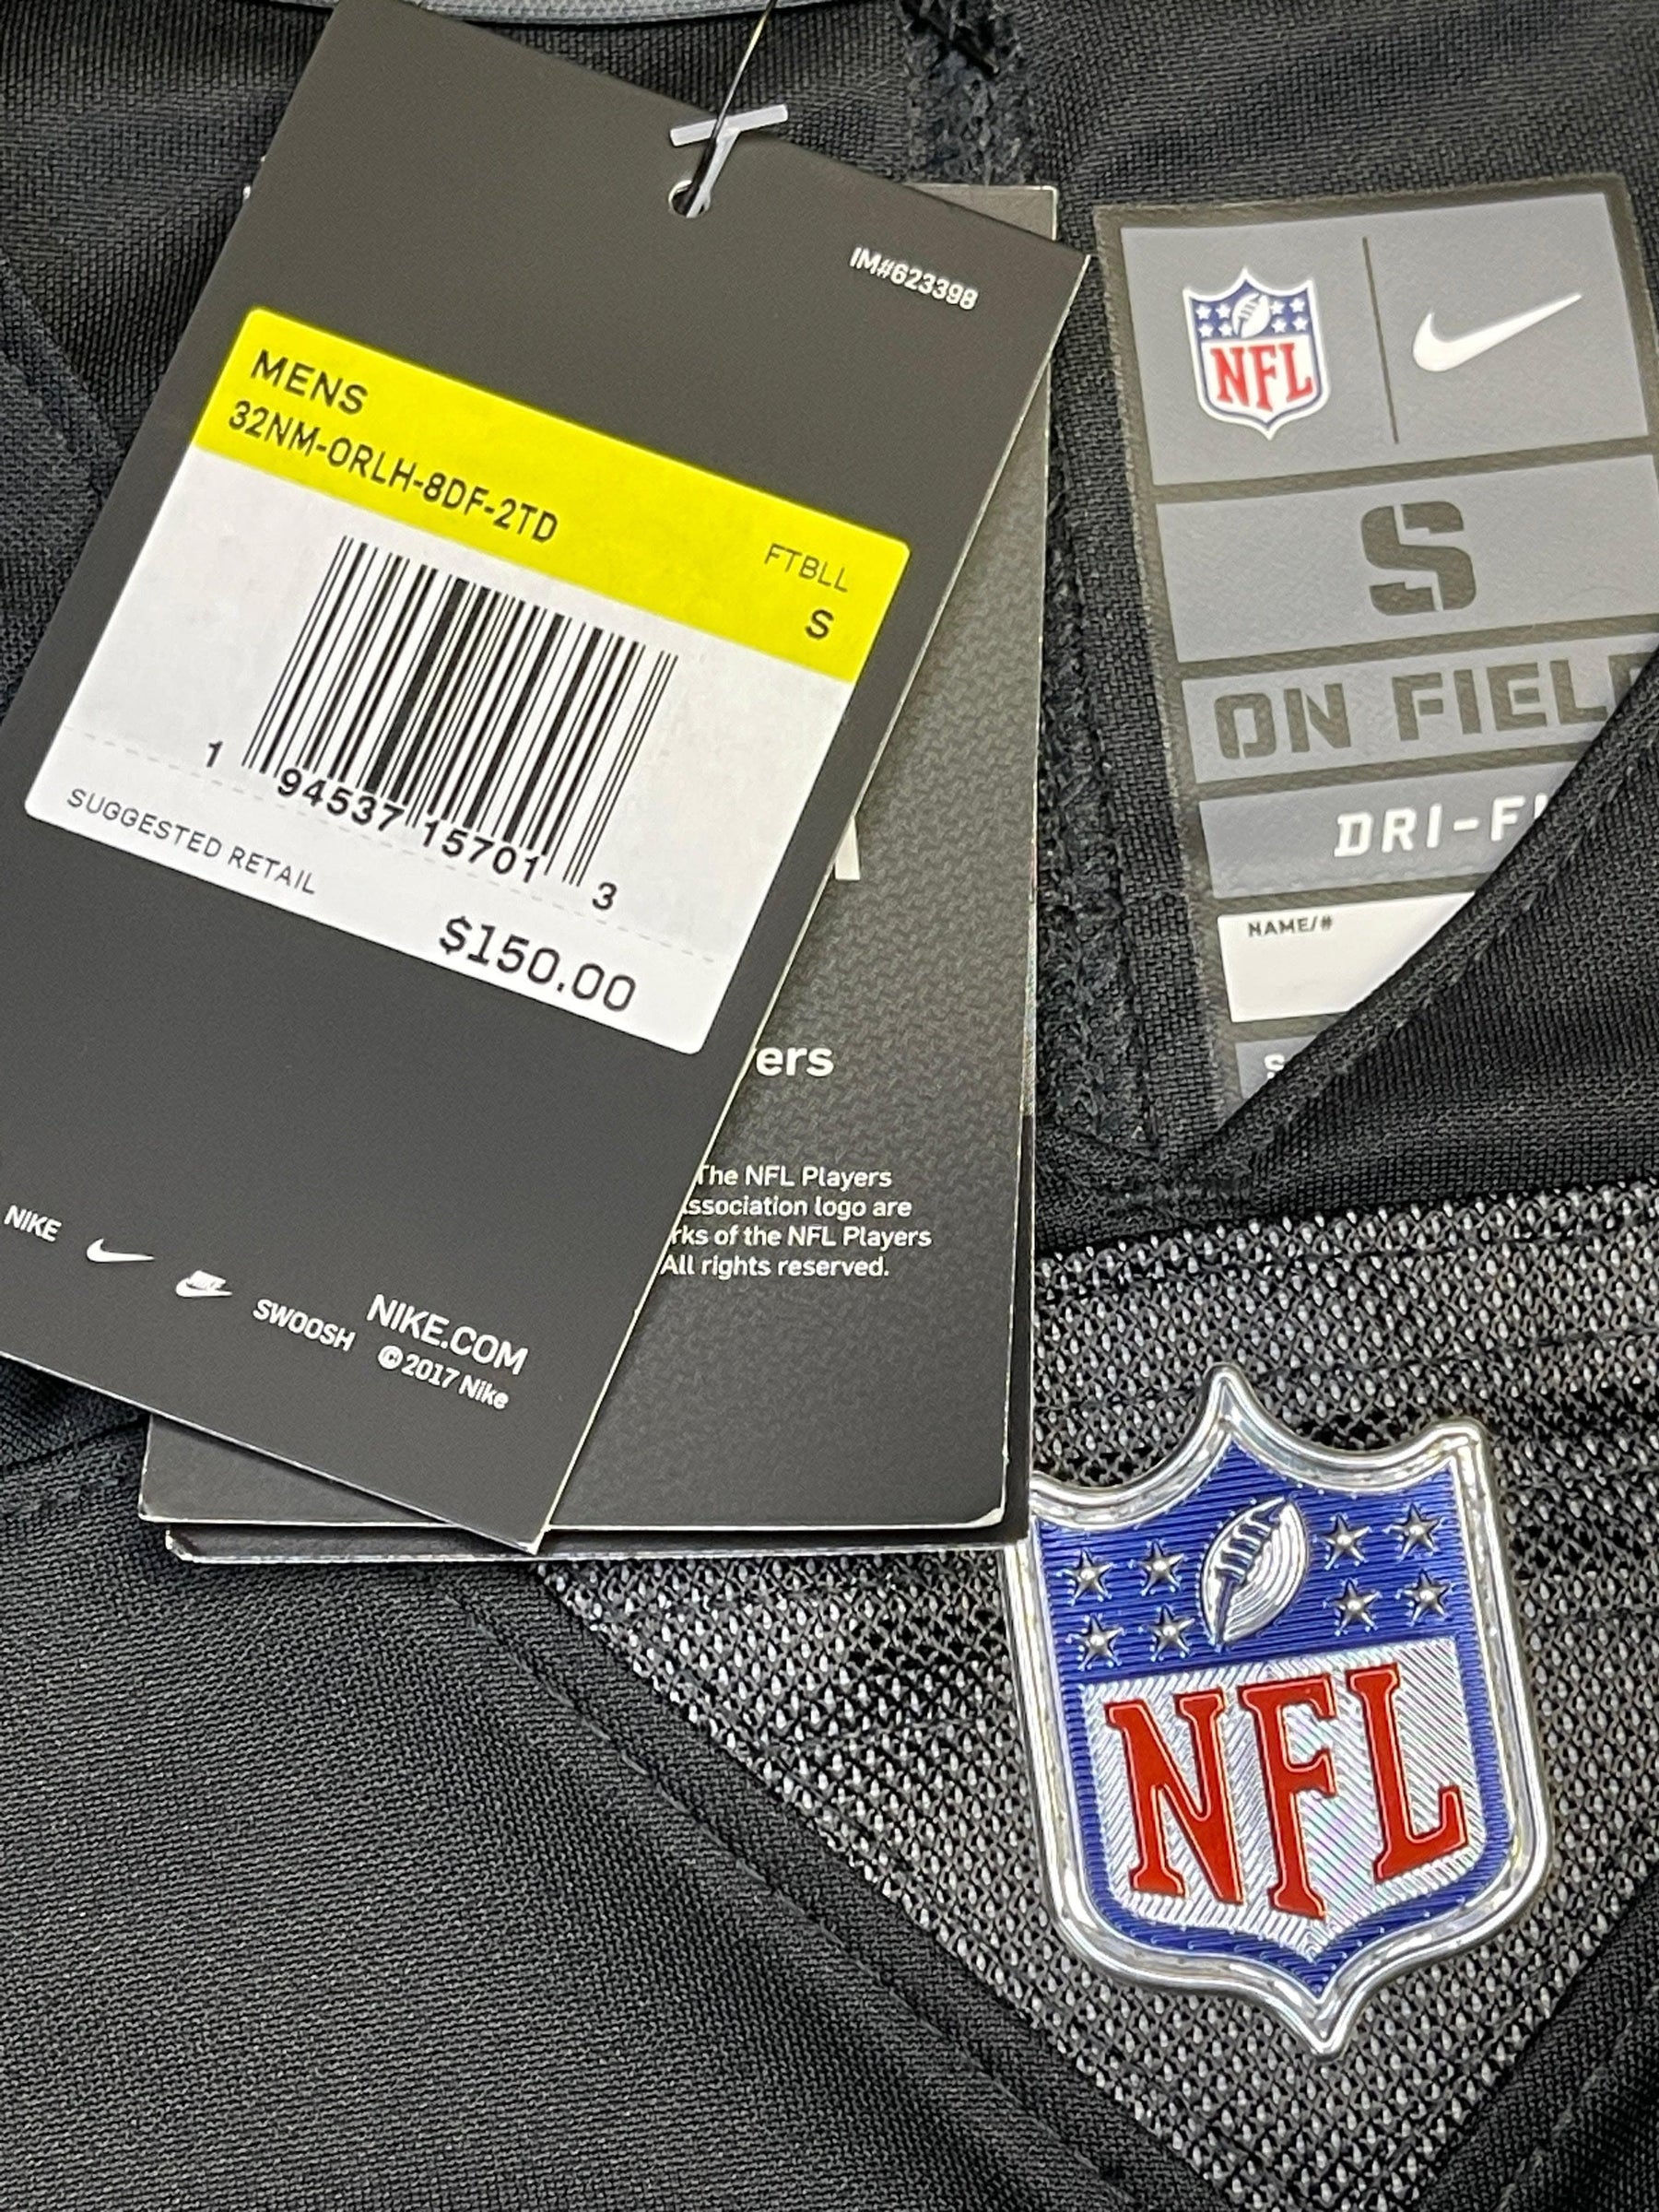 IM#623398
MENS
32NM-0RLH-8DF-2TD
FTBLL
S
1 94537 15701 3
SUGGESTED RETAIL
$150.00
NIKE
SWOOSH
NIKE.COM
©2017 Nike
ers
The NFL Players
ssociation logo are
rks of the NFL Players
All rights reserved.
NFL
S
ON FIEL
DRI-F
NAME/#
S
NFL